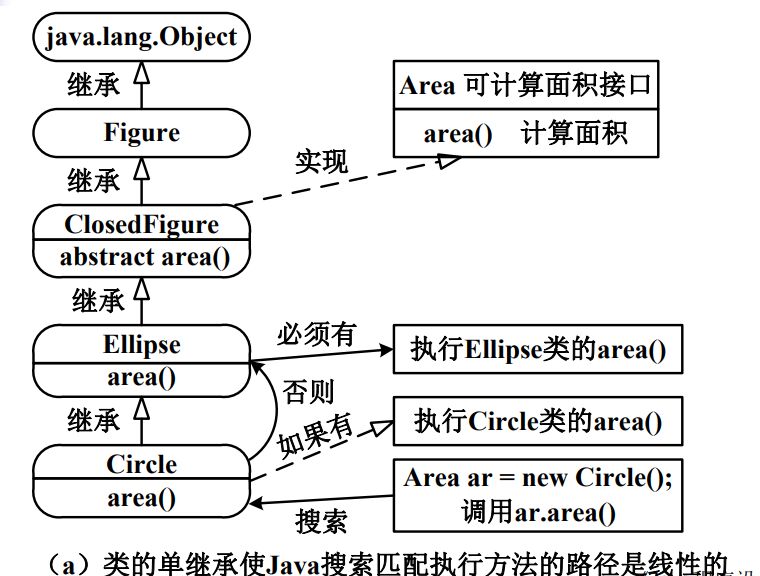 java.lang.Object
继承
Figure
Area 可计算面积接口
area() 计算面积
实现
继承
ClosedFigure
abstract area()
继承
Ellipse
area()
必须有
执行Ellipse类的area()
否则
继承
如果有
执行Circle类的area()
Circle
area()
Area ar = new Circle();
调用ar.area()
搜索
（a）类的单继承使Java搜索匹配执行方法的路径是线性的